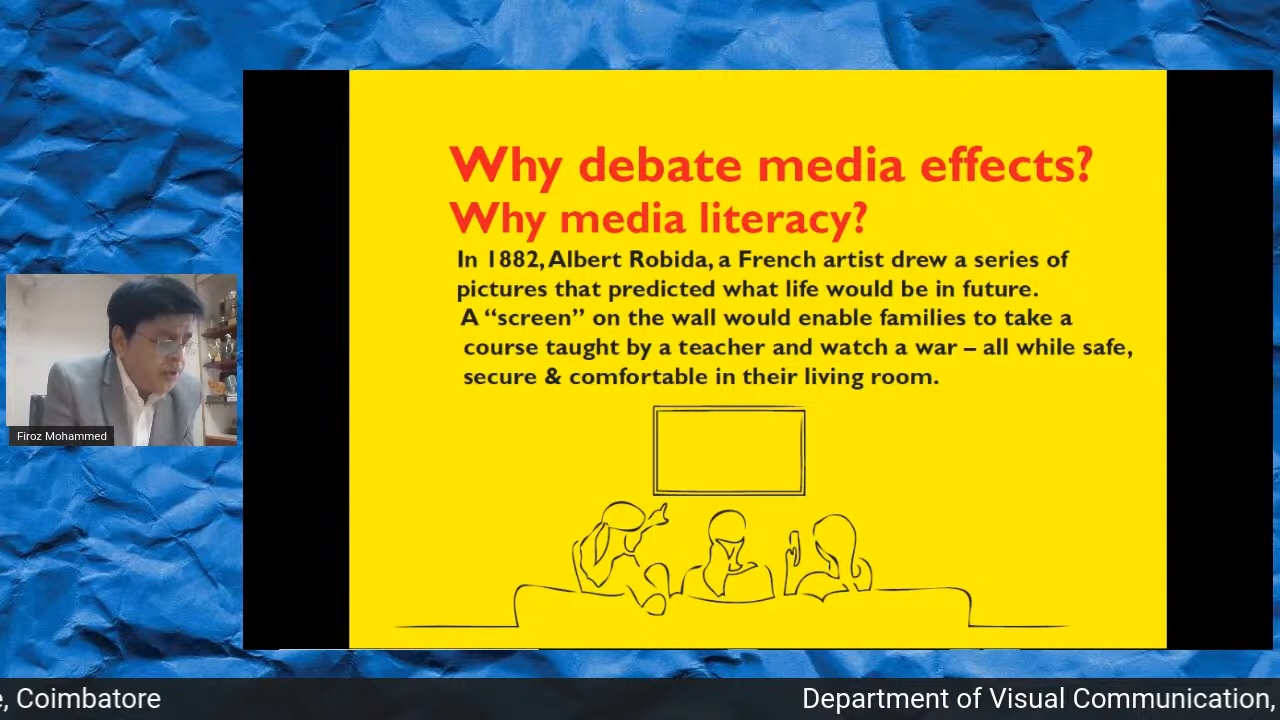 Why debate media effects?
Why media literacy?
In 1882, Albert Robida, a French artist drew a series of
pictures that predicted what life would be in future.
A “screen” on the wall would enable families to take a
course taught by a teacher and watch a war – all while safe,
secure & comfortable in their living room.
Firoz Mohammed
e, Coimbatore
Department of Visual Communication,